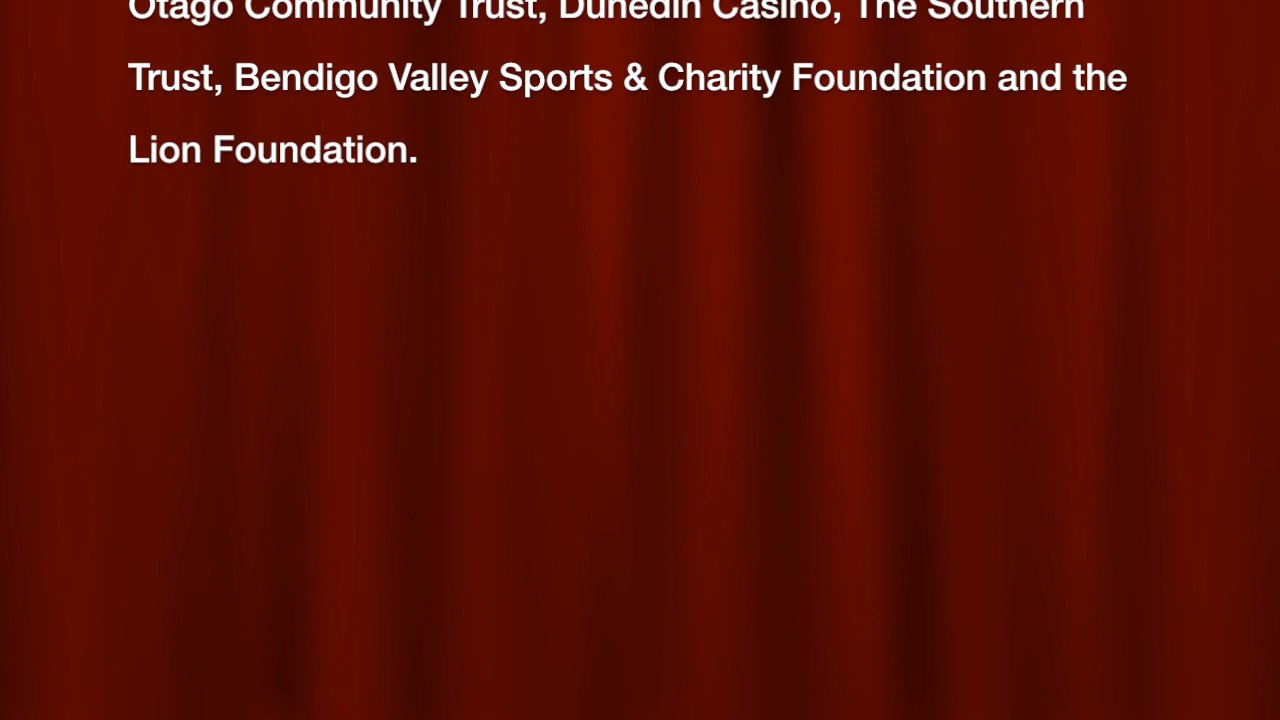 Otago Community Trust, Dunedin Casino, The Southern
Trust, Bendigo Valley Sports & Charity Foundation and the
Lion Foundation.